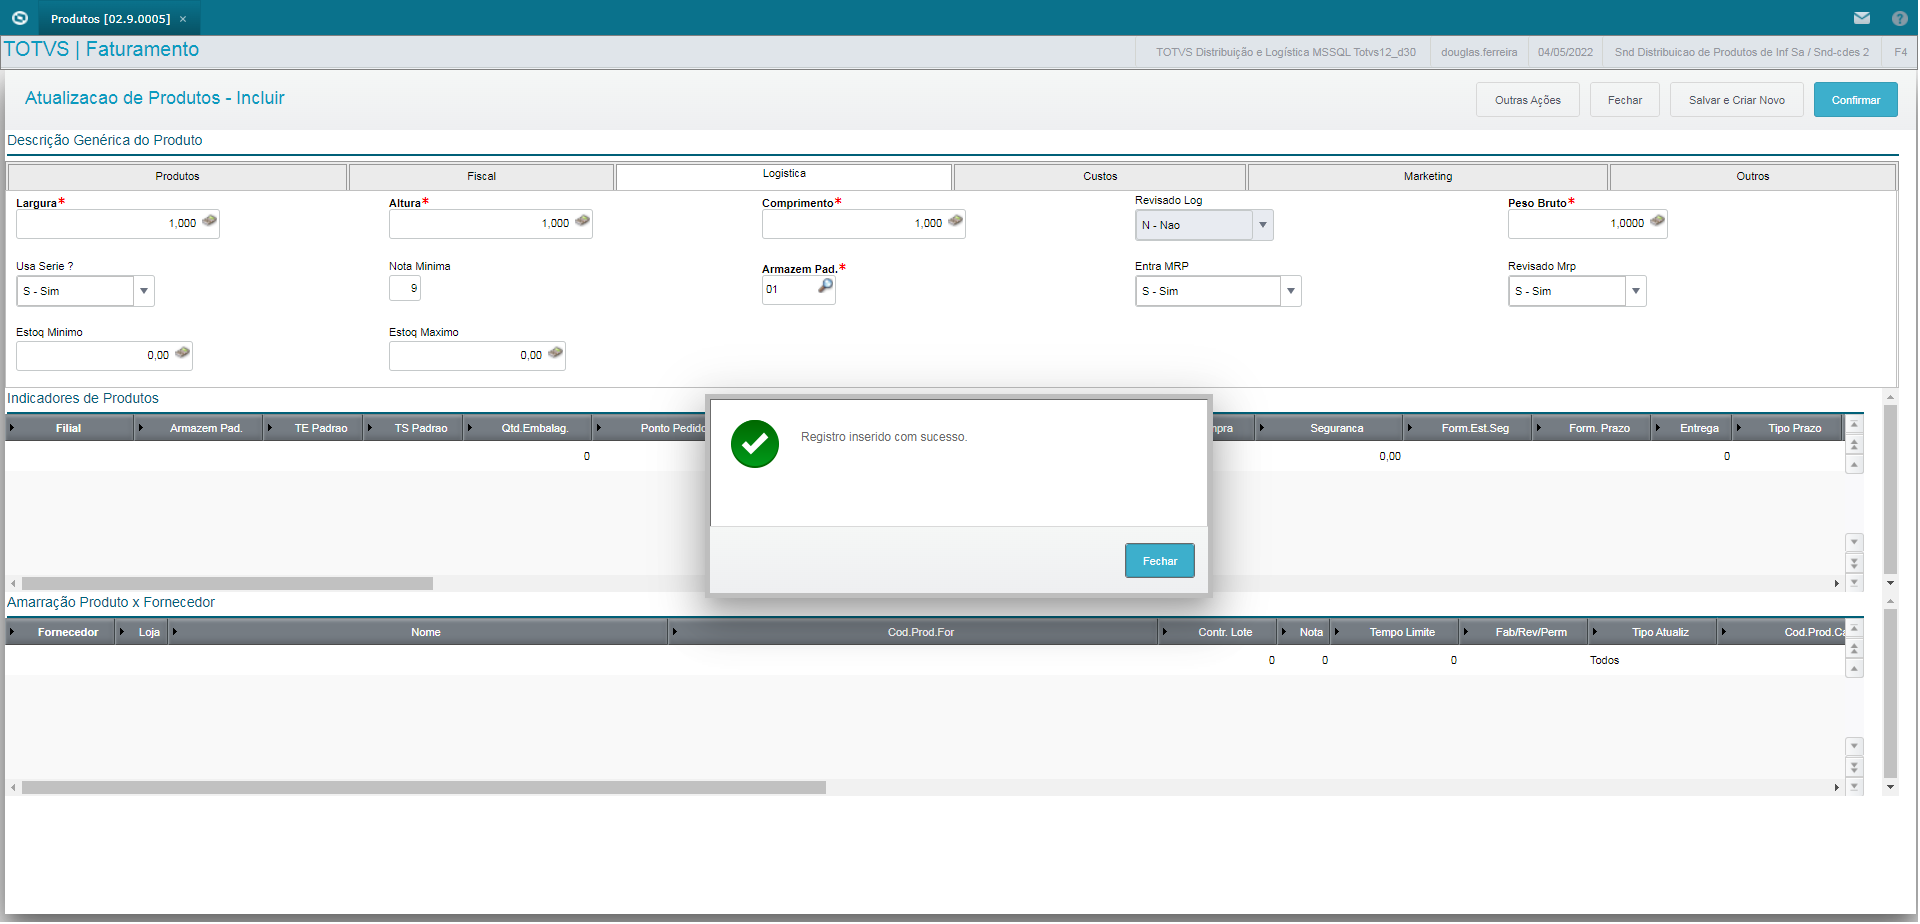 Produtos [02.9.0005] ×
TOTVS | Faturamento
TOTVS Distribuição e Logística MSSQL Totvs12_d30
douglas.ferreira
04/05/2022
Snd Distribuicao de Produtos de Inf Sa / Snd-cdes 2
F4
Atualizacao de Produtos - Incluir
Outras Ações
Fechar
Salvar e Criar Novo
Confirmar
Descrição Genérica do Produto
Produtos
Fiscal
Logistica
Custos
Marketing
Outros
Largura*
Altura*
Comprimento*
Revisado Log
Peso Bruto*
1,000
1,000
1,000
N - Nao
1,0000
Usa Serie ?
Nota Minima
Armazem Pad.*
Entra MRP
Revisado Mrp
S - Sim
9
01
S - Sim
S - Sim
Estoq Minimo
Estoq Maximo
0,00
0,00
Indicadores de Produtos
Filial
Armazem Pad.
TE Padrao
TS Padrao
Qtd.Embalag.
Ponto Pedido
mpra
Seguranca
Form.Est.Seg
Form. Prazo
Entrega
Tipo Prazo
0
0,00
0
Registro inserido com sucesso.
Fechar
Amarração Produto x Fornecedor
Fornecedor
Loja
Nome
Cod.Prod.For
Contr. Lote
Nota
Tempo Limite
Fab/Rev/Perm
Tipo Atualiz
Cod.Prod.Ca
0
0
0
Todos